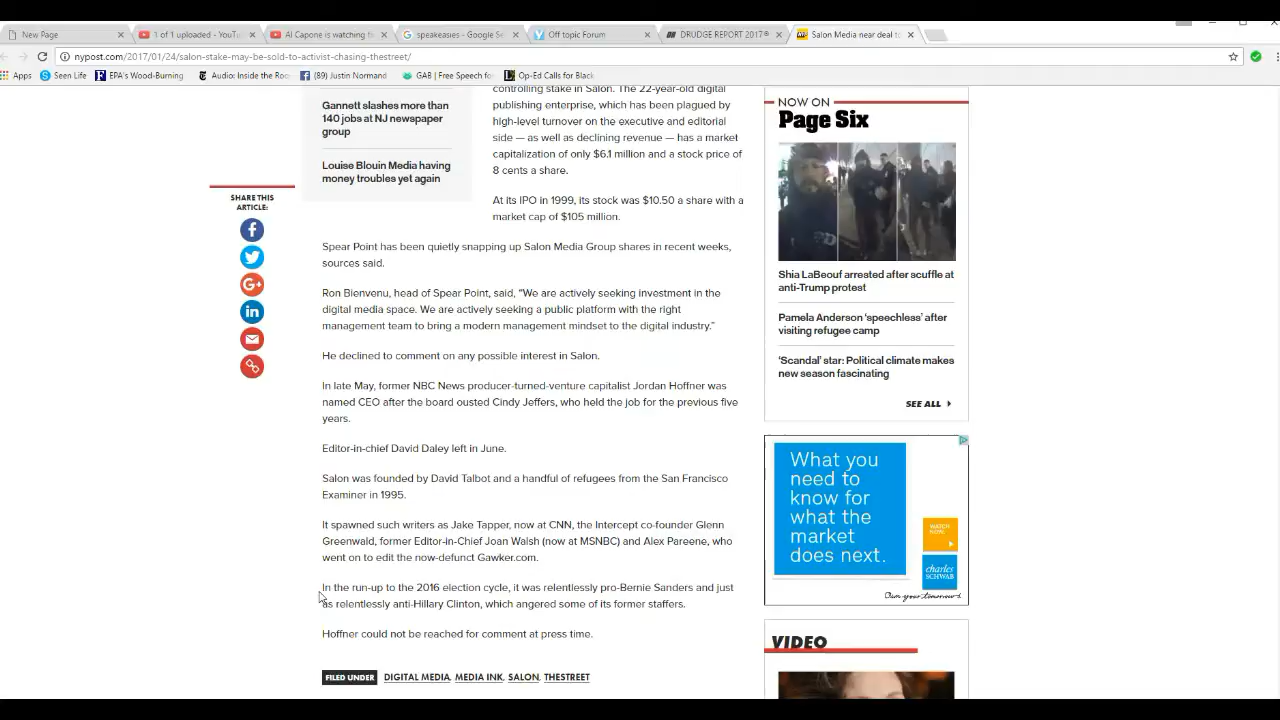 New Page
1 of 1 uploaded - YouTu
Al Capone is watching th
speakeasies - Google Se
Off topic Forum
DRUDGE REPORT 2017®
Salon Media near deal to
nypost.com/2017/01/24/salon-stake-may-be-sold-to-activist-chasing-thestreet/
Apps
Seen Life
EPA's Wood-Burning
Audio: Inside the Roo
(89) Justin Normand
GAB | Free Speech fo
Op-Ed Calls for Black
Gannett slashes more than
140 jobs at NJ newspaper
group
Louise Blouin Media having
money troubles yet again
SHARE THIS
ARTICLE:
controlling stake in Salon. The 22-year-old digital
publishing enterprise, which has been plagued by
high-level turnover on the executive and editorial
side — as well as declining revenue — has a market
capitalization of only $6.1 million and a stock price of
8 cents a share.
At its IPO in 1999, its stock was $10.50 a share with a
market cap of $105 million.
Spear Point has been quietly snapping up Salon Media Group shares in recent weeks,
sources said.
Ron Bienvenu, head of Spear Point, said, “We are actively seeking investment in the
digital media space. We are actively seeking a public platform with the right
management team to bring a modern management mindset to the digital industry.”
He declined to comment on any possible interest in Salon.
In late May, former NBC News producer-turned-venture capitalist Jordan Hoffner was
named CEO after the board ousted Cindy Jeffers, who held the job for the previous five
years.
Editor-in-chief David Daley left in June.
Salon was founded by David Talbot and a handful of refugees from the San Francisco
Examiner in 1995.
It spawned such writers as Jake Tapper, now at CNN, the Intercept co-founder Glenn
Greenwald, former Editor-in-Chief Joan Walsh (now at MSNBC) and Alex Pareene, who
went on to edit the now-defunct Gawker.com.
In the run-up to the 2016 election cycle, it was relentlessly pro-Bernie Sanders and just
as relentlessly anti-Hillary Clinton, which angered some of its former staffers.
Hoffner could not be reached for comment at press time.
FILED UNDER DIGITAL MEDIA, MEDIA INK, SALON, THESTREET
NOW ON
Page Six
Shia LaBeouf arrested after scuffle at
anti-Trump protest
Pamela Anderson ‘speechless’ after
visiting refugee camp
‘Scandal’ star: Political climate makes
new season fascinating
SEE ALL
What you
need to
know for
what the
market
does next.
WATCH
NOW
charles
SCHWAB
Own your tomorrow
VIDEO